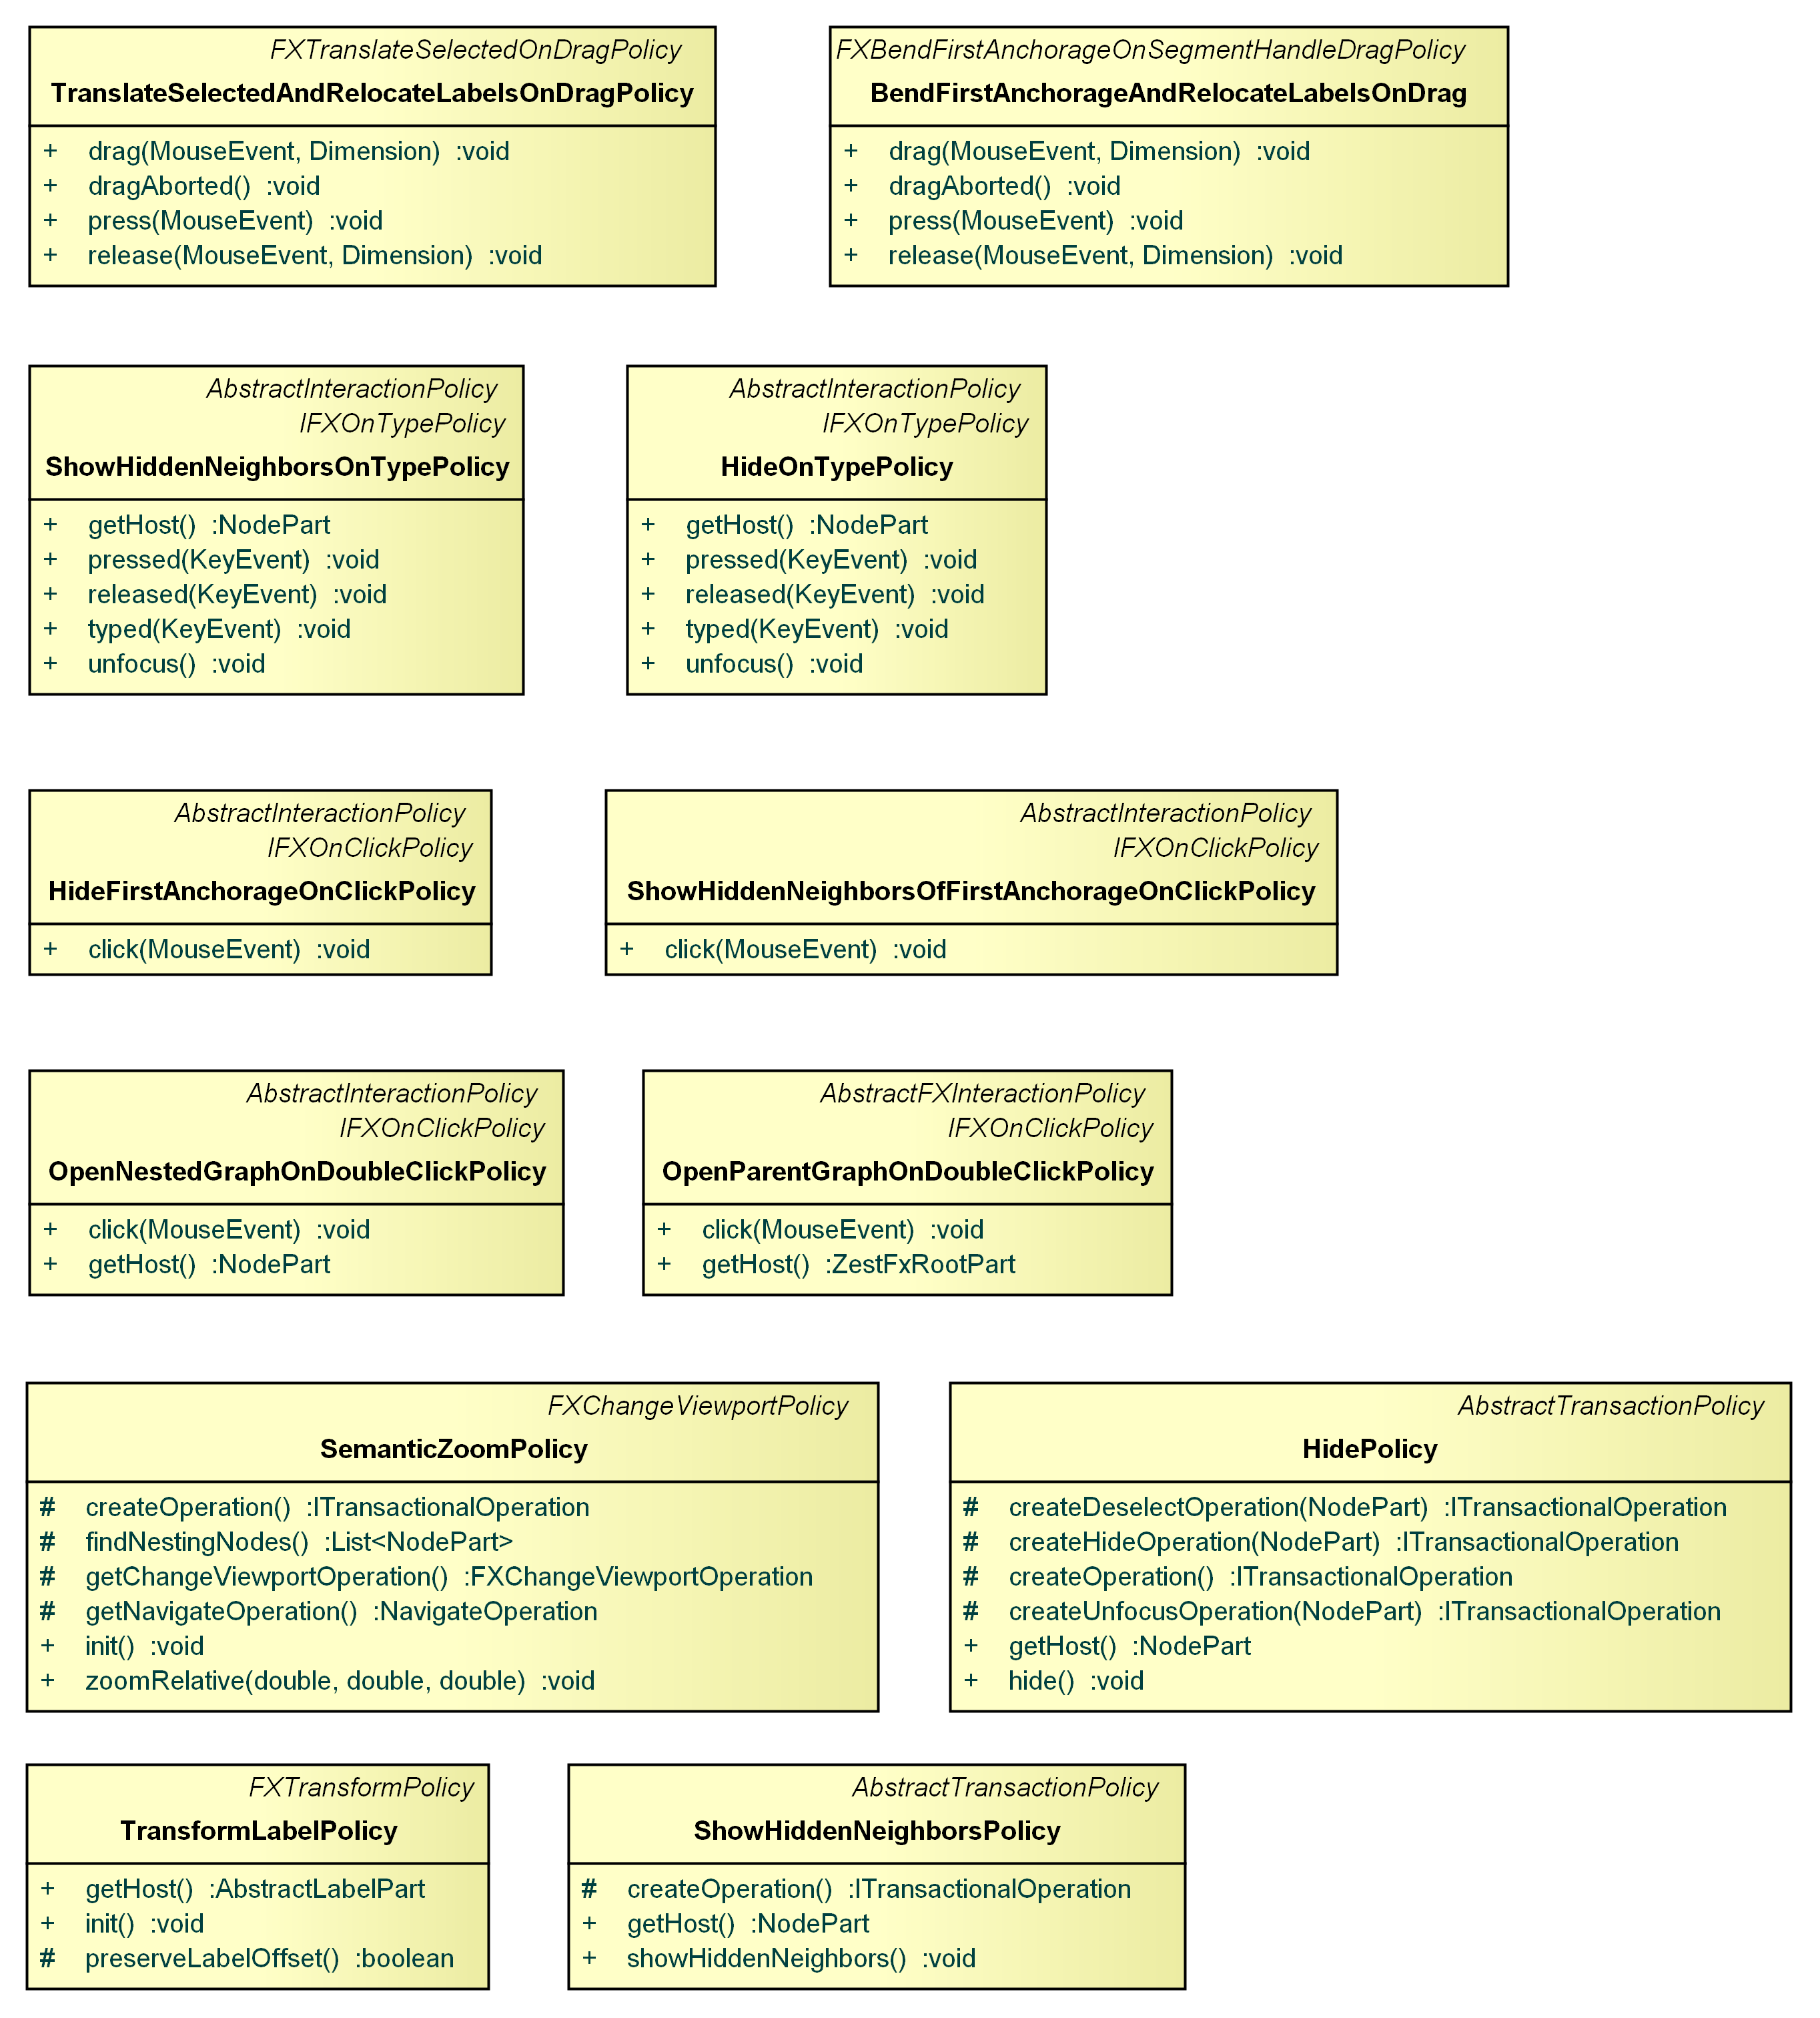 FXTranslateSelectedOnDragPolicy
TranslateSelectedAndRelocateLabelsOnDragPolicy
+ drag(MouseEvent, Dimension) :void
+ dragAborted() :void
+ press(MouseEvent) :void
+ release(MouseEvent, Dimension) :void
FXBendFirstAnchorageOnSegmentHandleDragPolicy
BendFirstAnchorageAndRelocateLabelsOnDrag
+ drag(MouseEvent, Dimension) :void
+ dragAborted() :void
+ press(MouseEvent) :void
+ release(MouseEvent, Dimension) :void
AbstractInteractionPolicy
IFXOnTypePolicy
ShowHiddenNeighborsOnTypePolicy
+ getHost() :NodePart
+ pressed(KeyEvent) :void
+ released(KeyEvent) :void
+ typed(KeyEvent) :void
+ unfocus() :void
AbstractInteractionPolicy
IFXOnTypePolicy
HideOnTypePolicy
+ getHost() :NodePart
+ pressed(KeyEvent) :void
+ released(KeyEvent) :void
+ typed(KeyEvent) :void
+ unfocus() :void
AbstractInteractionPolicy
IFXOnClickPolicy
HideFirstAnchorageOnClickPolicy
+ click(MouseEvent) :void
AbstractInteractionPolicy
IFXOnClickPolicy
ShowHiddenNeighborsOfFirstAnchorageOnClickPolicy
+ click(MouseEvent) :void
AbstractInteractionPolicy
IFXOnClickPolicy
OpenNestedGraphOnDoubleClickPolicy
+ click(MouseEvent) :void
+ getHost() :NodePart
AbstractFXInteractionPolicy
IFXOnClickPolicy
OpenParentGraphOnDoubleClickPolicy
+ click(MouseEvent) :void
+ getHost() :ZestFxRootPart
FXChangeViewportPolicy
SemanticZoomPolicy
# createOperation() :ITransactionalOperation
# findNestingNodes() :List<NodePart>
# getChangeViewportOperation() :FXChangeViewportOperation
# getNavigateOperation() :NavigateOperation
+ init() :void
+ zoomRelative(double, double, double) :void
AbstractTransactionPolicy
HidePolicy
# createDeselectOperation(NodePart) :ITransactionalOperation
# createHideOperation(NodePart) :ITransactionalOperation
# createOperation() :ITransactionalOperation
# createUnfocusOperation(NodePart) :ITransactionalOperation
+ getHost() :NodePart
+ hide() :void
FXTransformPolicy
TransformLabelPolicy
+ getHost() :AbstractLabelPart
+ init() :void
# preserveLabelOffset() :boolean
AbstractTransactionPolicy
ShowHiddenNeighborsPolicy
# createOperation() :ITransactionalOperation
+ getHost() :NodePart
+ showHiddenNeighbors() :void